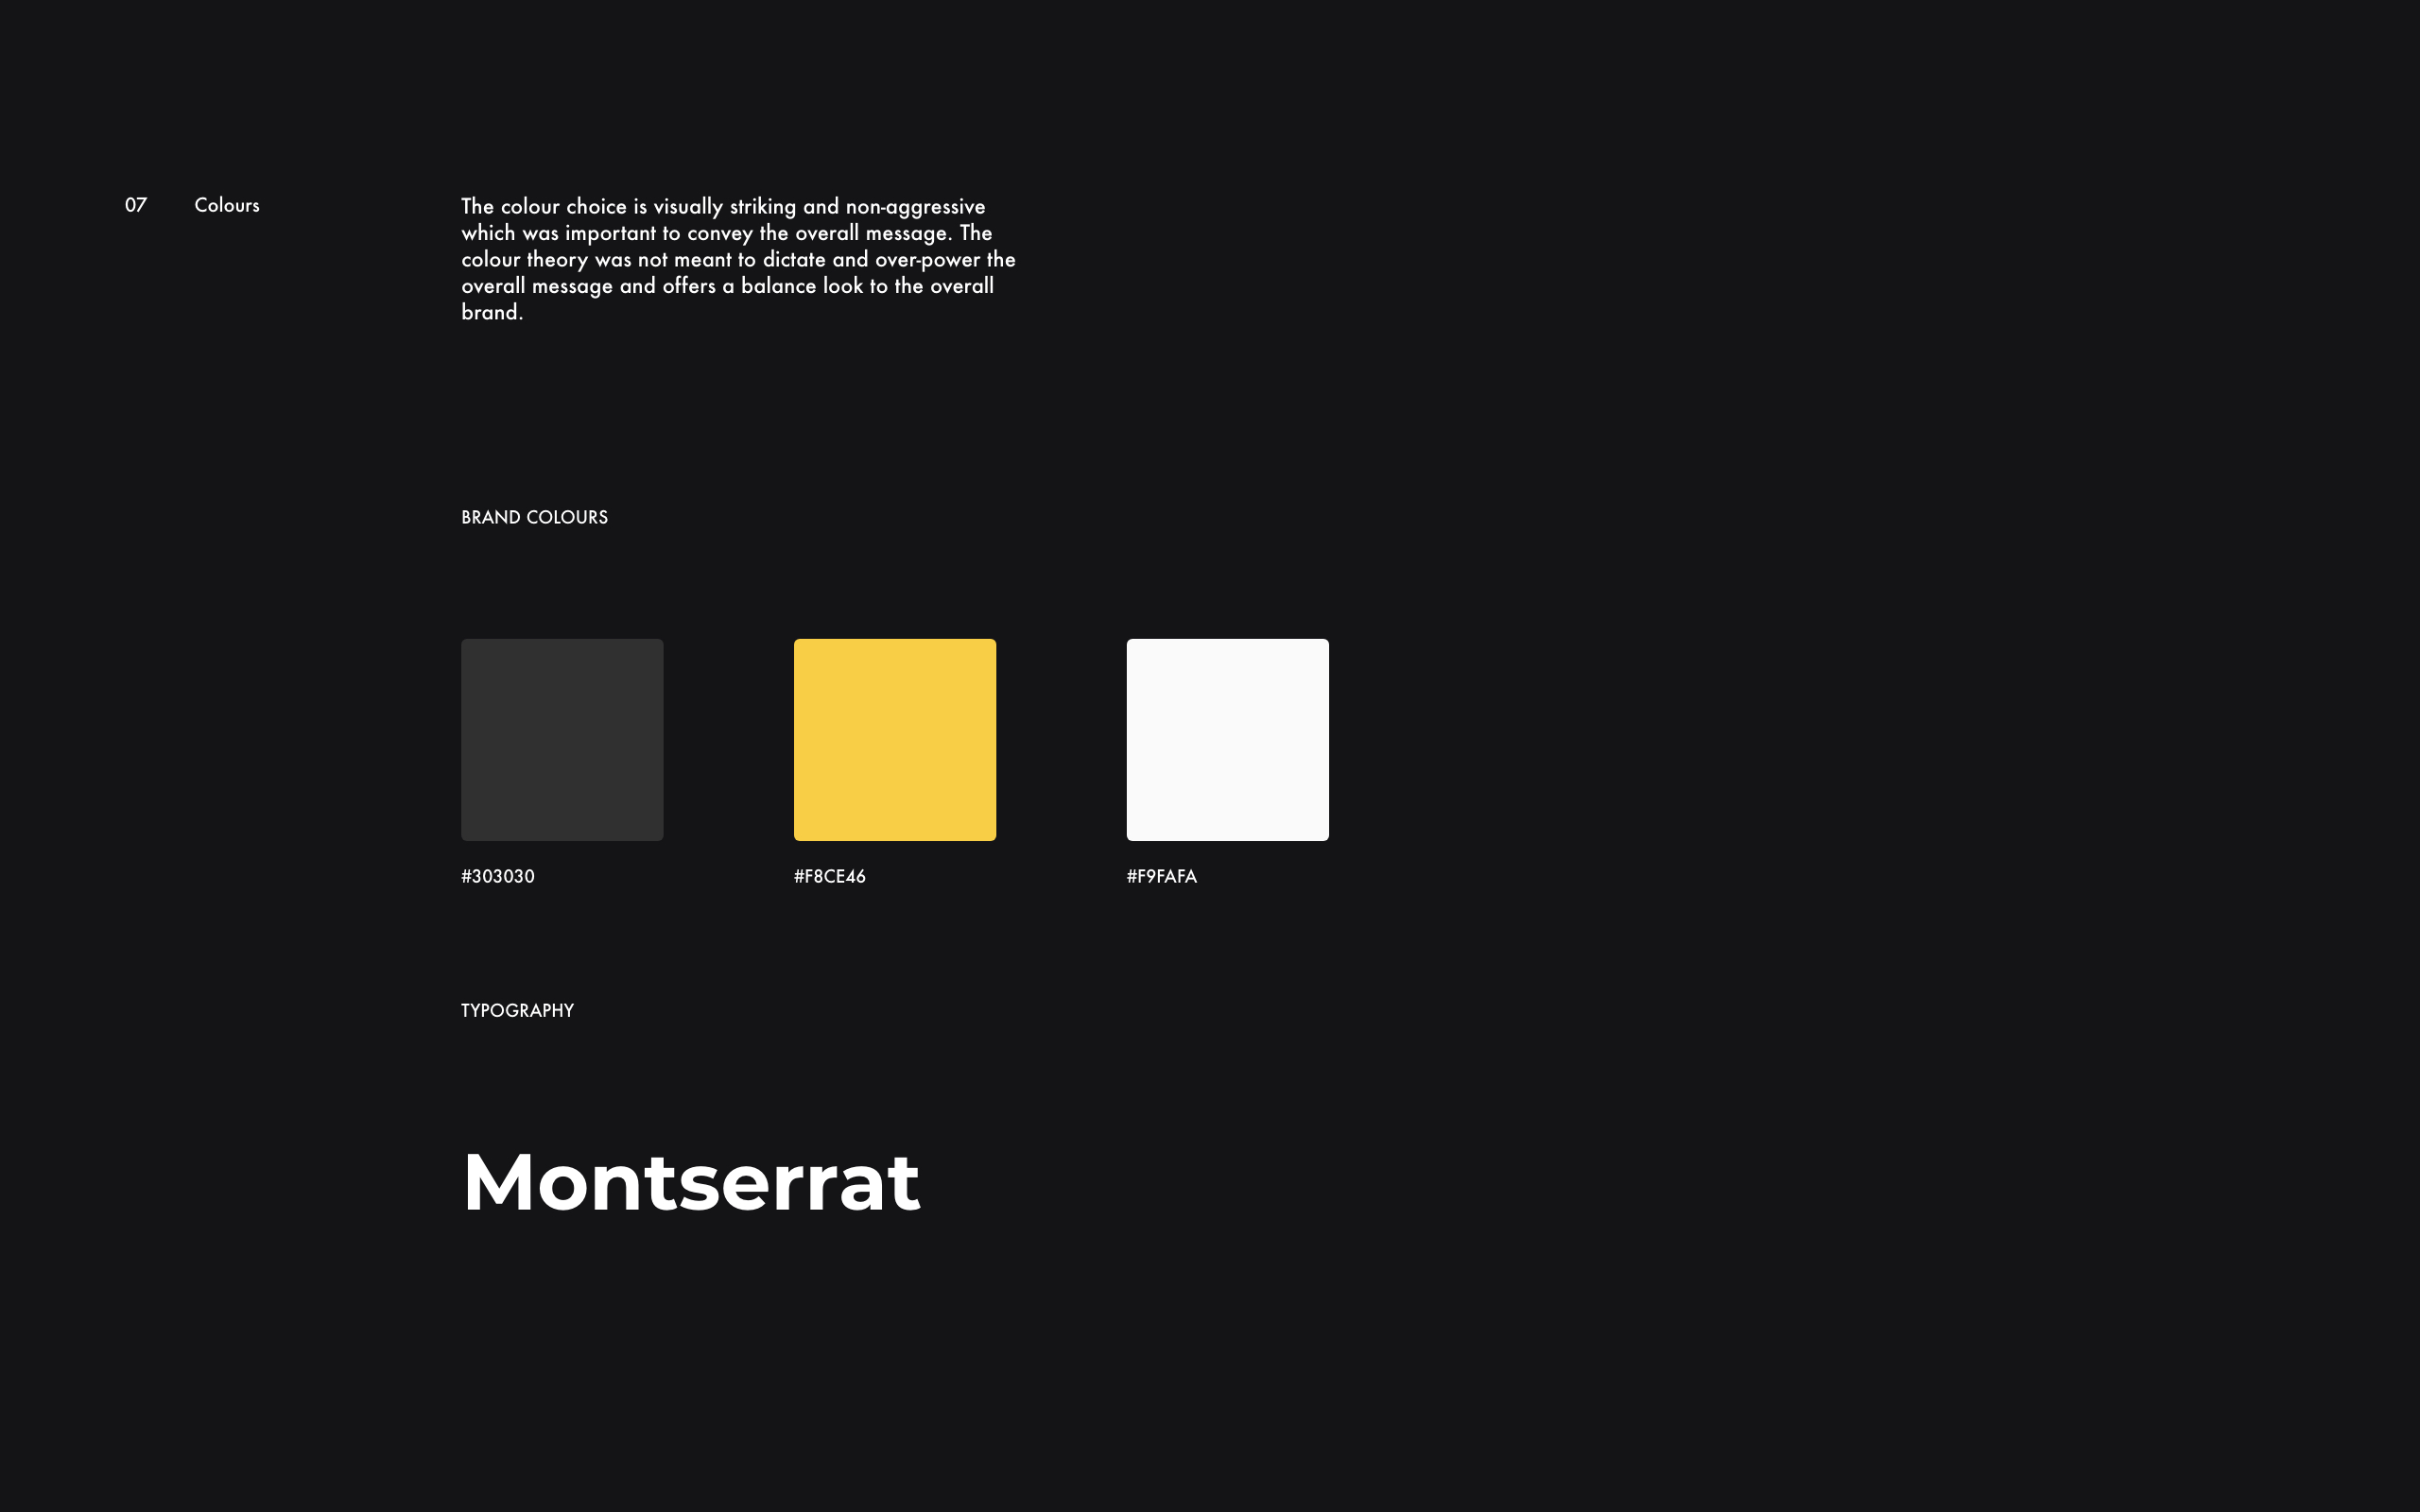 07 Colours
The colour choice is visually striking and non-aggressive
which was important to convey the overall message. The
colour theory was not meant to dictate and over-power the
overall message and offers a balance look to the overall
brand.
BRAND COLOURS
#303030 #F8CE46 #F9FAFA
TYPOGRAPHY
Montserrat